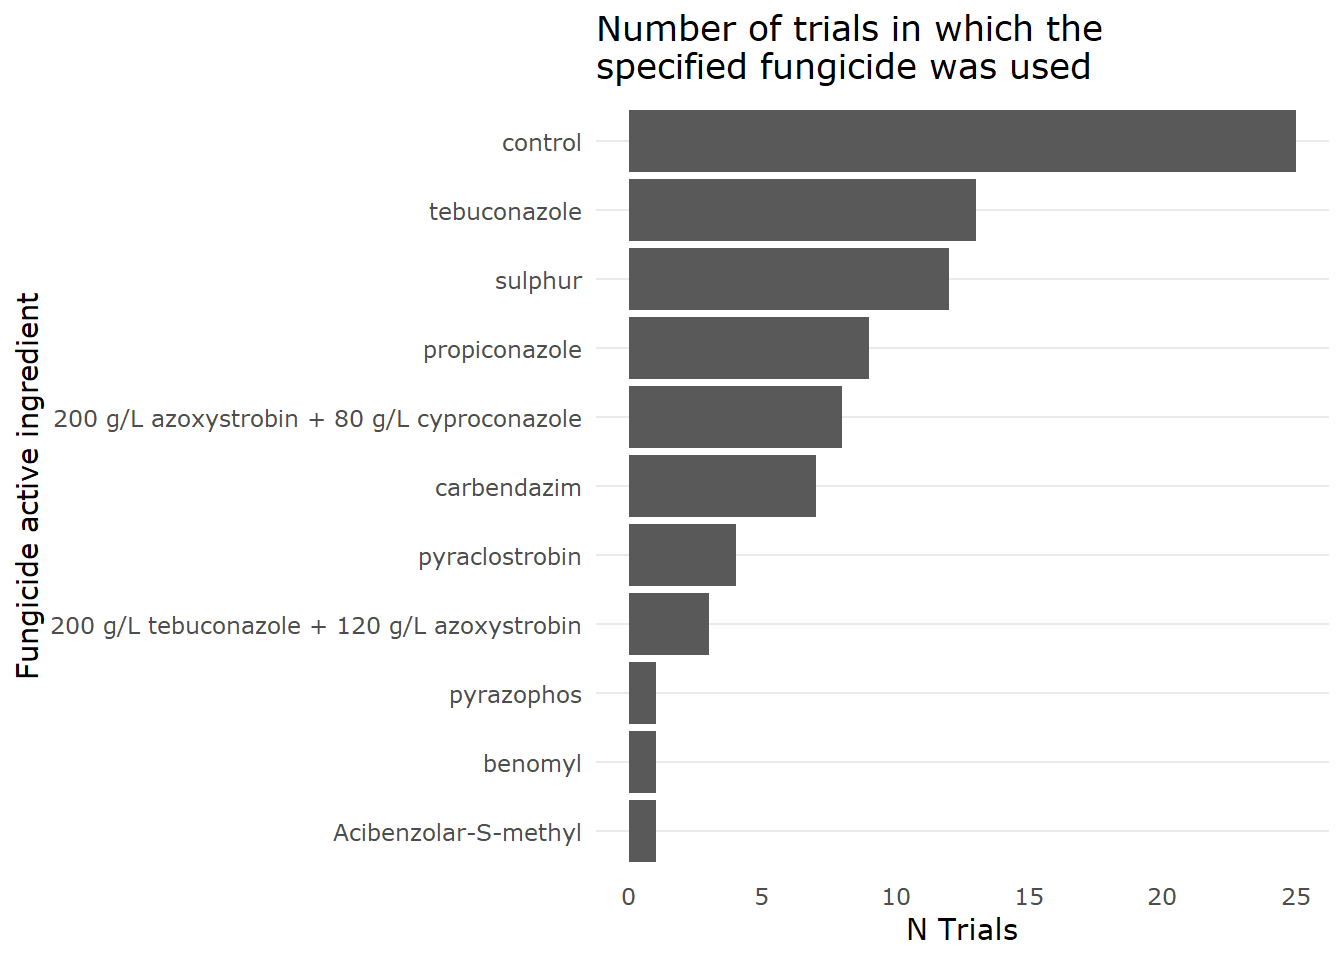 Number of trials in which the
specified fungicide was used
Fungicide active ingredient
control
tebuconazole
sulphur
propiconazole
200 g/L azoxystrobin + 80 g/L cyproconazole
carbendazim
pyraclostrobin
200 g/L tebuconazole + 120 g/L azoxystrobin
pyrazophos
benomyl
Acibenzolar-S-methyl
0 5 10 15 20 25
N Trials